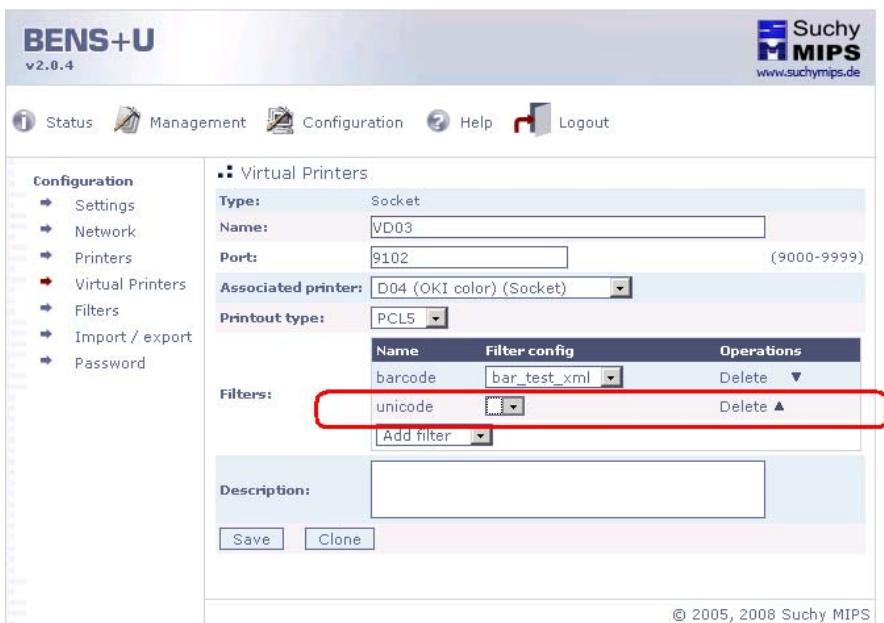 BENS+U
v2.0.4
Suchy
MIPS
www.suchymips.de
Status Management Configuration Help Logout
Configuration
Settings
Network
Printers
Virtual Printers
Filters
Import / export
Password
Virtual Printers
Type: Socket
Name: VD03
Port: 9102 (9000-9999)
Associated printer: D04 (OKI color) (Socket)
Printout type: PCL5
Filters:
Name Filter config Operations
barcode bar_test_xml Delete ▼
unicode Delete ▲
Add filter
Description:
Save Clone
© 2005, 2008 Suchy MIPS